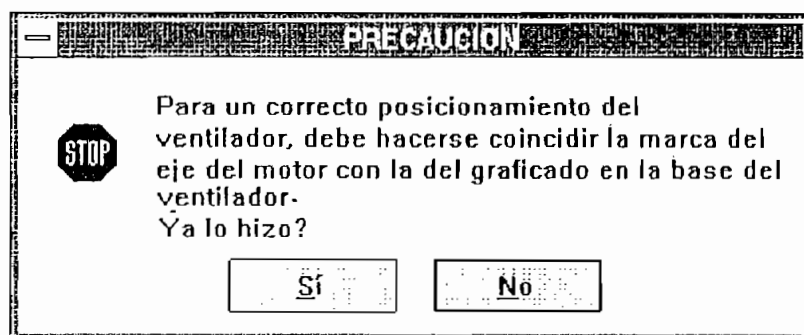 PRECAUCION
STOP
Para un correcto posicionamiento del
ventilador, debe hacerse coincidir la marca del
eje del motor con la del graficado en la base del
ventilador.
Ya lo hizo?
Sí
No